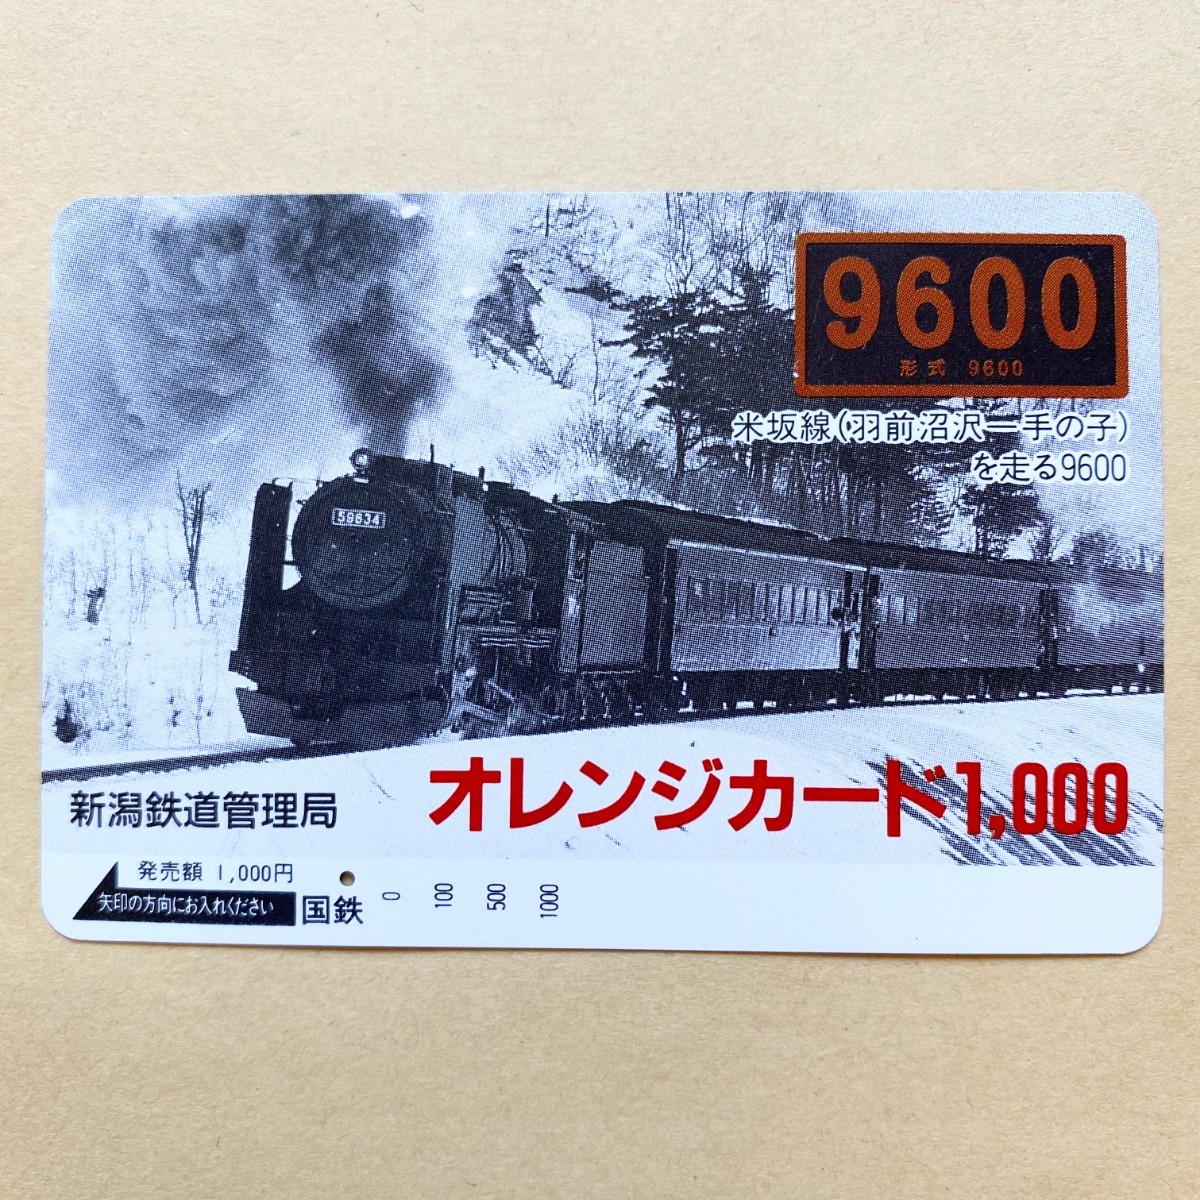 9600
形式 9600
米坂線(羽前沼沢―手の子)
を走る9600
59634
オレンジカード1,000
新潟鉄道管理局
発売額 1,000円
矢印の方向にお入れください
国鉄
0 100 500 1000